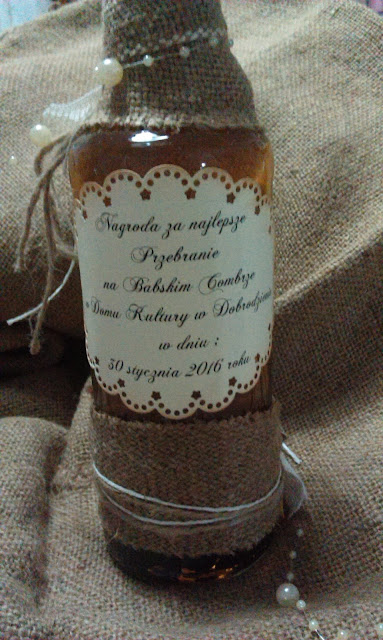 Nagroda za najlepsze
Przebranie
na Babskim Combrze
w Domu Kultury w Dobrodzieniu
w dniu :
30 stycznia 2016 roku